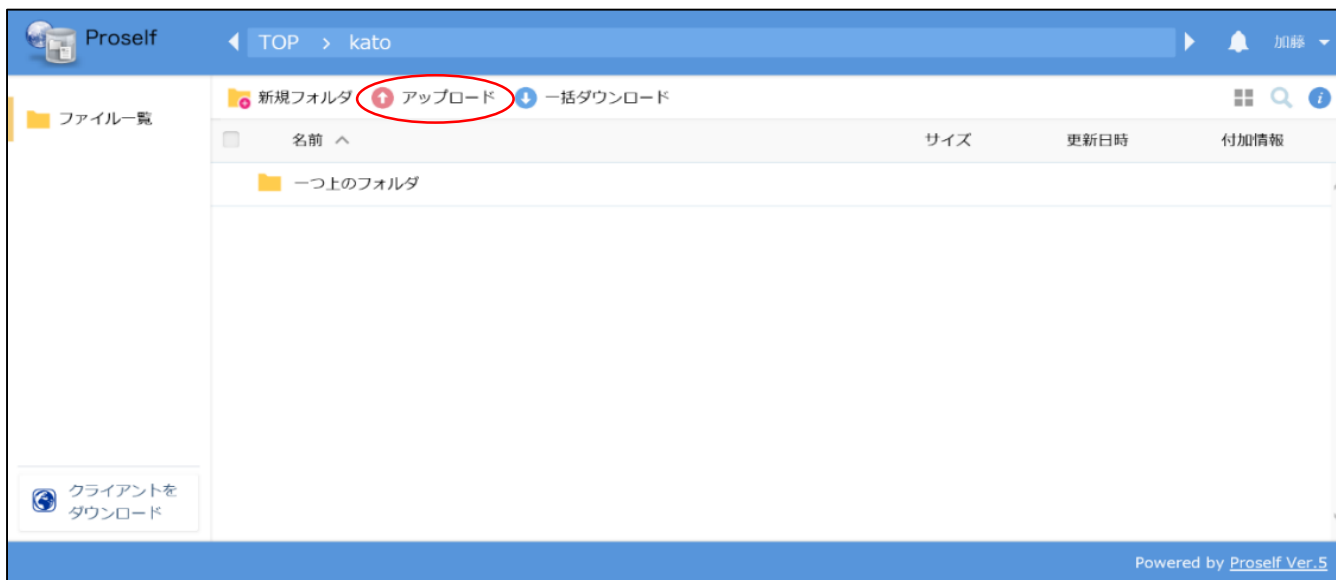 Proself
TOP > kato
加藤
ファイル一覧
新規フォルダ アップロード 一括ダウンロード
名前 サイズ 更新日時 付加情報
一つ上のフォルダ
クライアントを
ダウンロード
Powered by Proself Ver.5